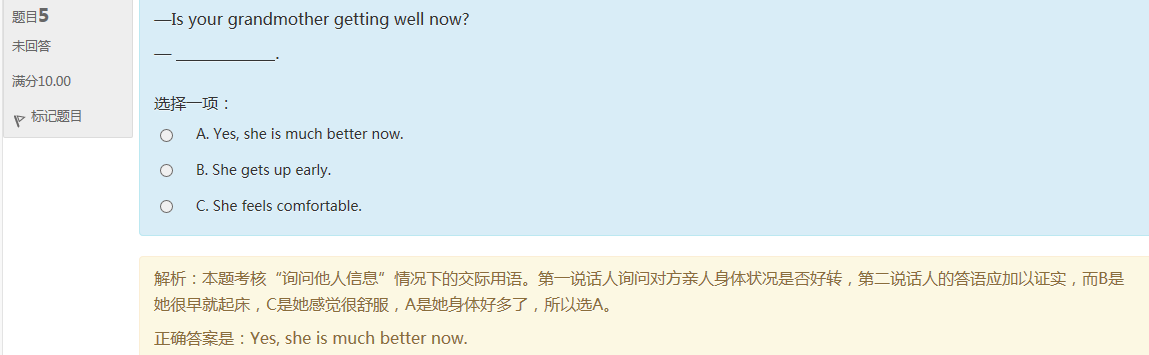 题目5
未回答
满分10.00
标记题目
—Is your grandmother getting well now?
— _____________.
选择一项：
A. Yes, she is much better now.
B. She gets up early.
C. She feels comfortable.
解析：本题考核“询问他人信息”情况下的交际用语。第一说话人询问对方亲人身体状况是否好转，第二说话人的答语应加以证实，而B是
她很早就起床，C是她感觉很舒服，A是她身体好多了，所以选A。
正确答案是：Yes, she is much better now.